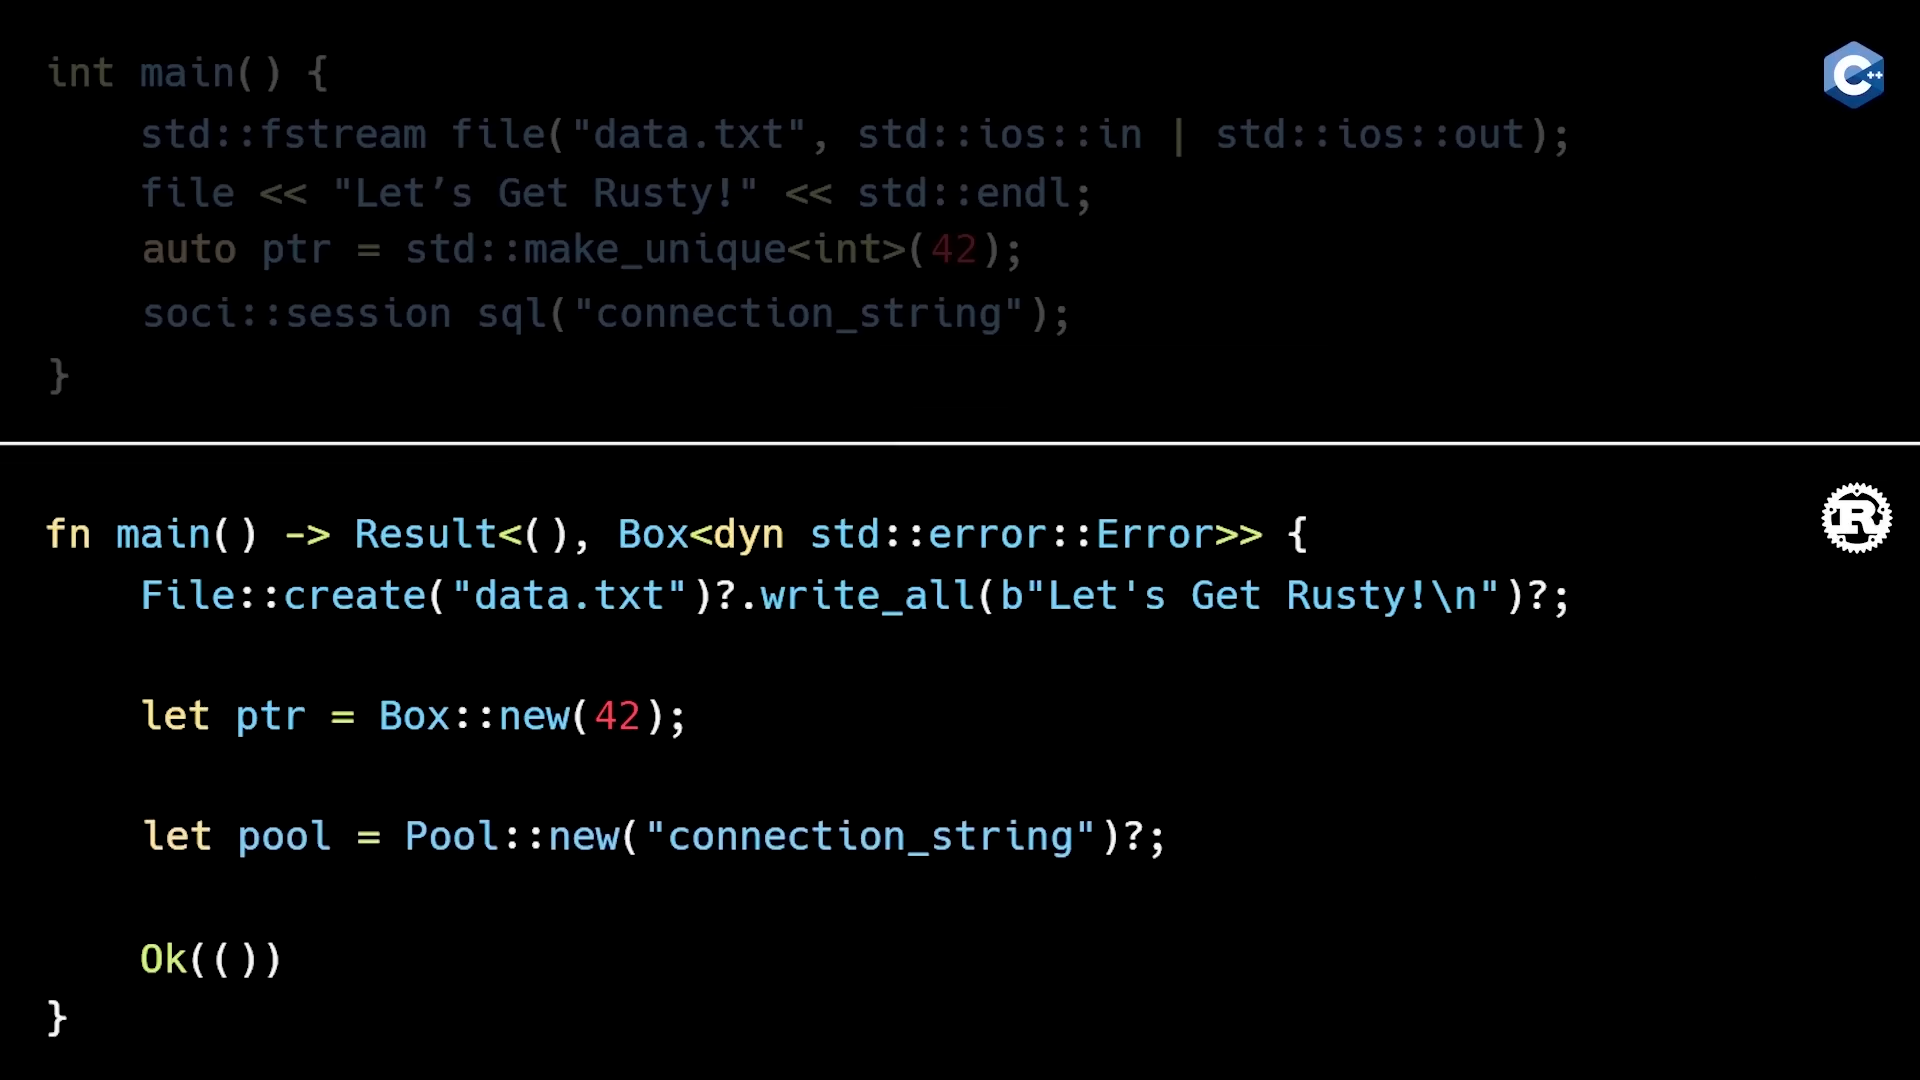 int main() {
    std::fstream file("data.txt", std::ios::in | std::ios::out);
    file << "Let’s Get Rusty!" << std::endl;
    auto ptr = std::make_unique<int>(42);
    soci::session sql("connection_string");
}
C++
fn main() -> Result<(), Box<dyn std::error::Error>> {
    File::create("data.txt")?.write_all(b"Let's Get Rusty!\n")?;
    let ptr = Box::new(42);
    let pool = Pool::new("connection_string")?;
    Ok(())
}
R